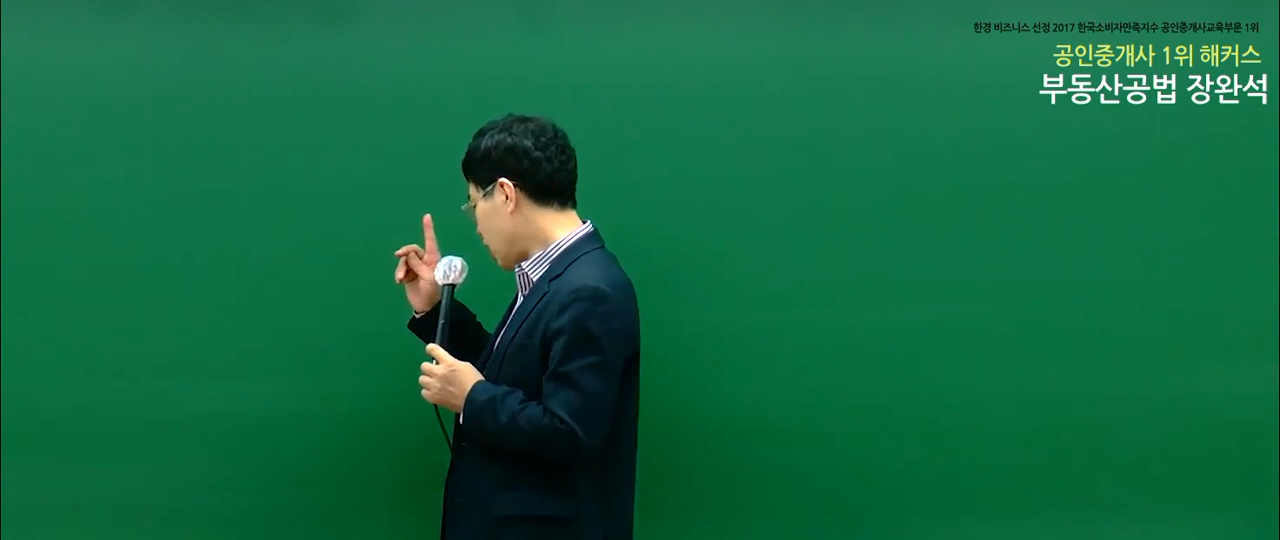 한경 비즈니스 선정 2017 한국소비자만족지수 공인중개사교육부문 1위
공인중개사 1위 해커스
부동산공법 장완석